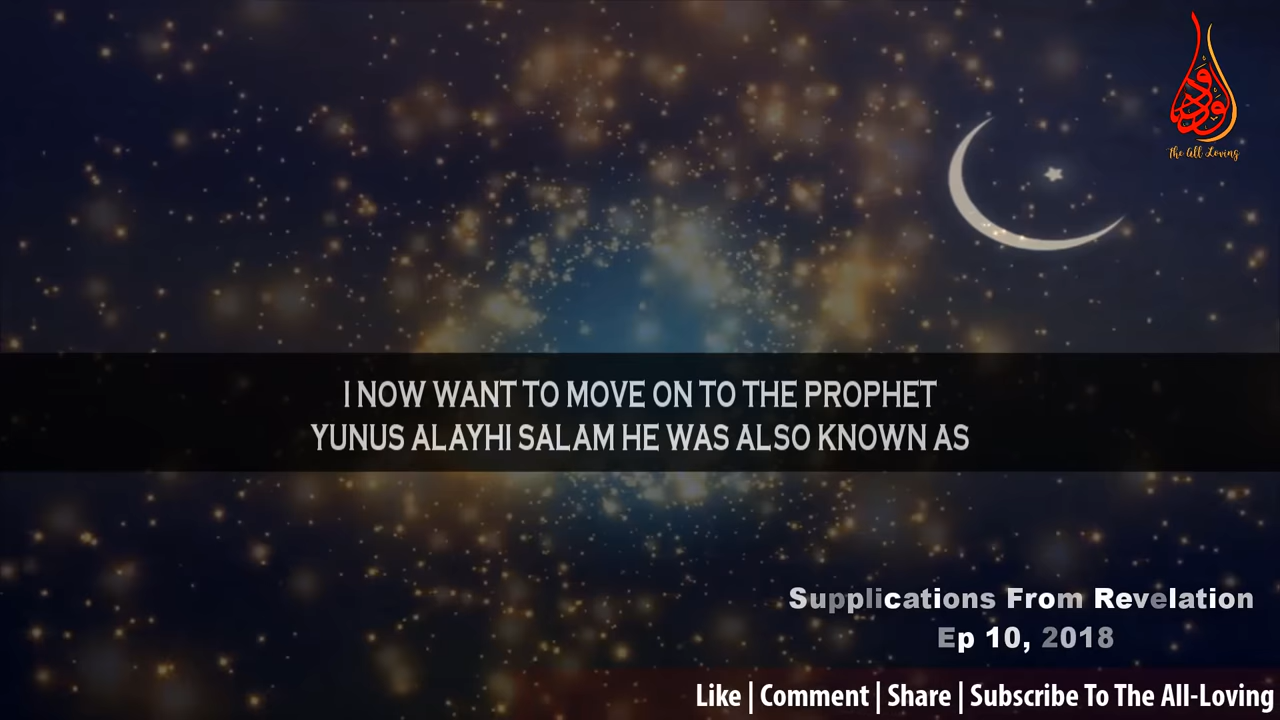 ودود
The All Loving
I NOW WANT TO MOVE ON TO THE PROPHET
YUNUS ALAYHI SALAM HE WAS ALSO KNOWN AS
Supplications From Revelation
Ep 10, 2018
Like | Comment | Share | Subscribe To The All-Loving